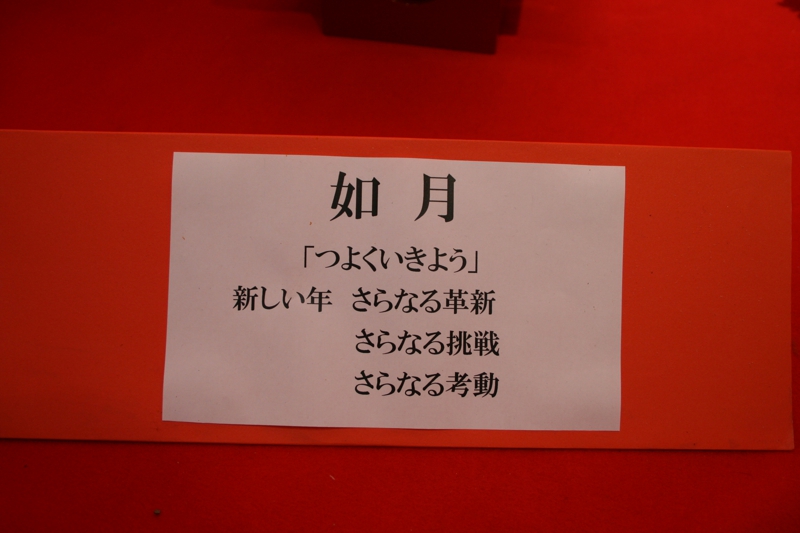 如月
「つよくいきよう」
新しい年 さらなる革新
さらなる挑戦
さらなる考動